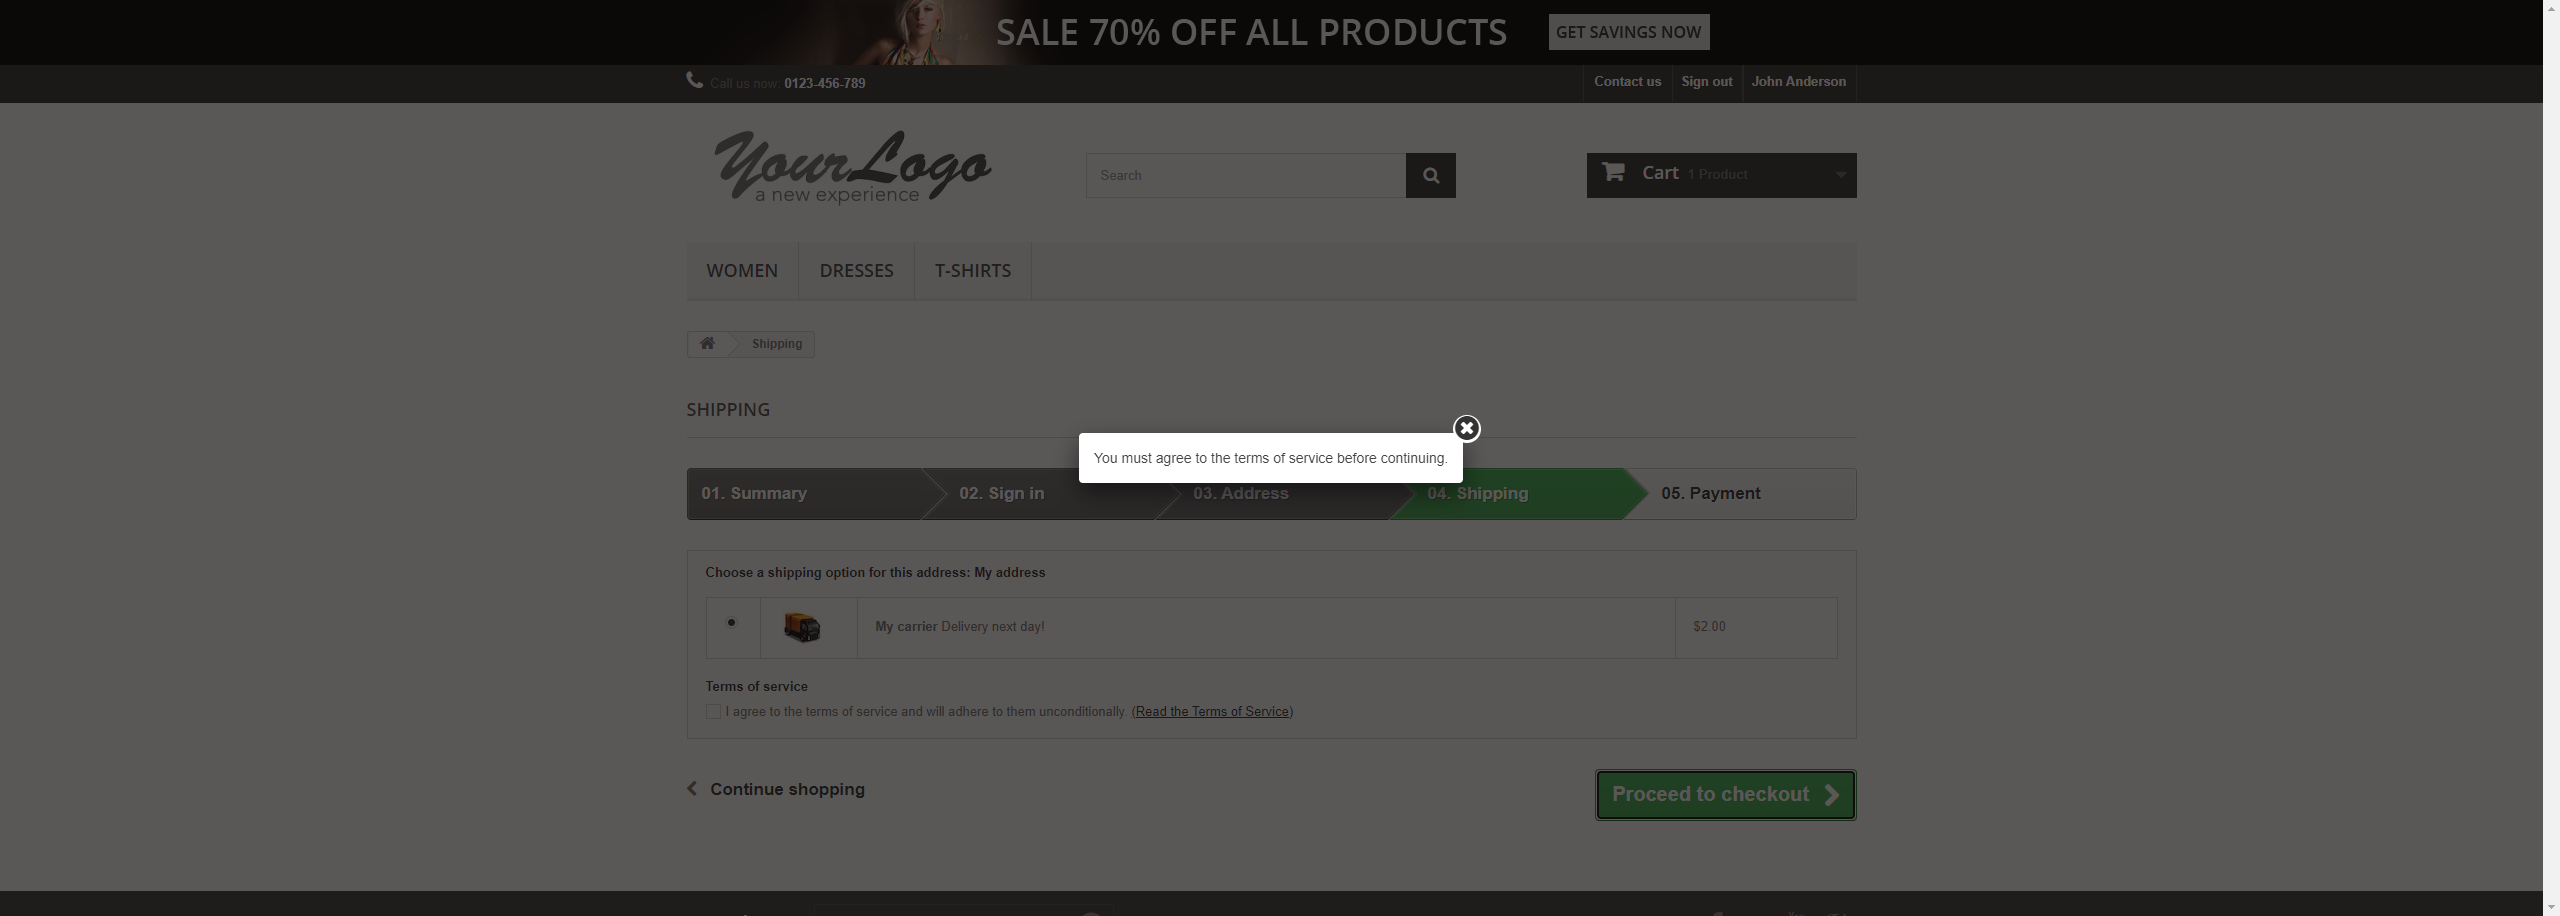 SALE 70% OFF ALL PRODUCTS GET SAVINGS NOW
Call us now: 0123-456-789 Contact us Sign out John Anderson
Your Logo
a new experience
Search
Cart 1 Product
WOMEN DRESSES T-SHIRTS
Shipping
SHIPPING
You must agree to the terms of service before continuing.
01. Summary 02. Sign in 03. Address 04. Shipping 05. Payment
Choose a shipping option for this address: My address
My carrier Delivery next day! $2.00
Terms of service
I agree to the terms of service and will adhere to them unconditionally. (Read the Terms of Service)
Continue shopping Proceed to checkout